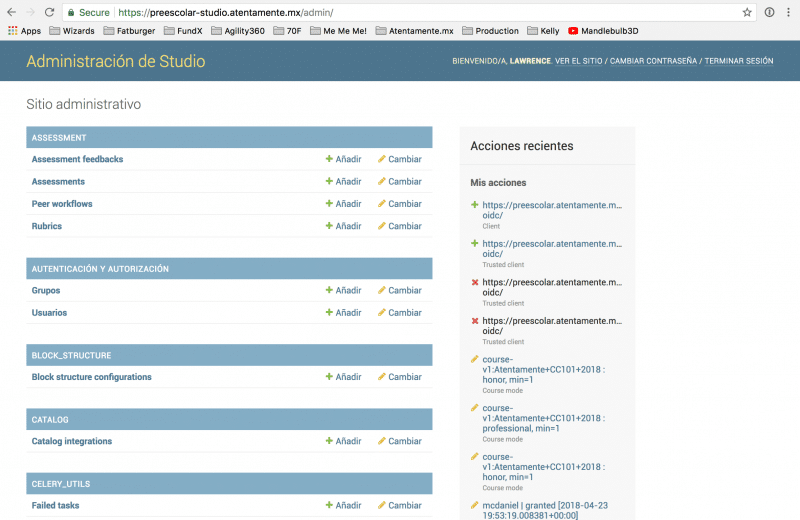 Secure https://preescolar-studio.atentamente.mx/admin/
Apps Wizards Fatburger FundX Agility360 70F Me Me Me! Atentamente.mx Production Kelly Mandlebulb3D
Administración de Studio
BIENVENIDO/A, LAWRENCE. VER EL SITIO / CAMBIAR CONTRASEÑA / TERMINAR SESIÓN
Sitio administrativo
ASSESSMENT
Assessment feedbacks Añadir Cambiar
Assessments Añadir Cambiar
Peer workflows Añadir Cambiar
Rubrics Añadir Cambiar
AUTENTICACIÓN Y AUTORIZACIÓN
Grupos Añadir Cambiar
Usuarios Añadir Cambiar
BLOCK_STRUCTURE
Block structure configurations Añadir Cambiar
CATALOG
Catalog integrations Añadir Cambiar
CELERY_UTILS
Failed tasks Añadir Cambiar
Acciones recientes
Mis acciones
https://preescolar.atentamente.m...
oidc/
Client
https://preescolar.atentamente.m...
oidc/
Trusted client
https://preescolar.atentamente.m...
oidc/
Trusted client
https://preescolar.atentamente.m...
oidc/
Trusted client
course-
v1:Atentamente+CC101+2018 :
honor, min=1
Course mode
course-
v1:Atentamente+CC101+2018 :
professional, min=1
Course mode
course-
v1:Atentamente+CC101+2018 :
honor, min=1
Course mode
mcdaniel | granted [2018-04-23
19:53:19.008381+00:00]